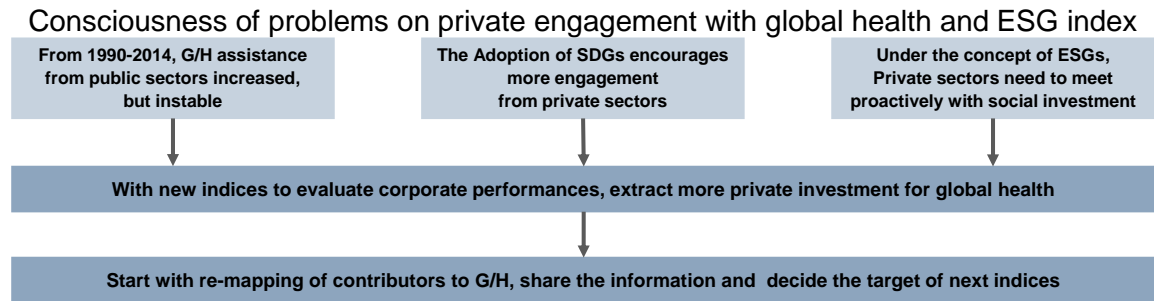 Consciousness of problems on private engagement with global health and ESG index
From 1990-2014, G/H assistance
from public sectors increased,
but instable
The Adoption of SDGs encourages
more engagement
from private sectors
Under the concept of ESGs,
Private sectors need to meet
proactively with social investment
With new indices to evaluate corporate performances, extract more private investment for global health
Start with re-mapping of contributors to G/H, share the information and  decide the target of next indices